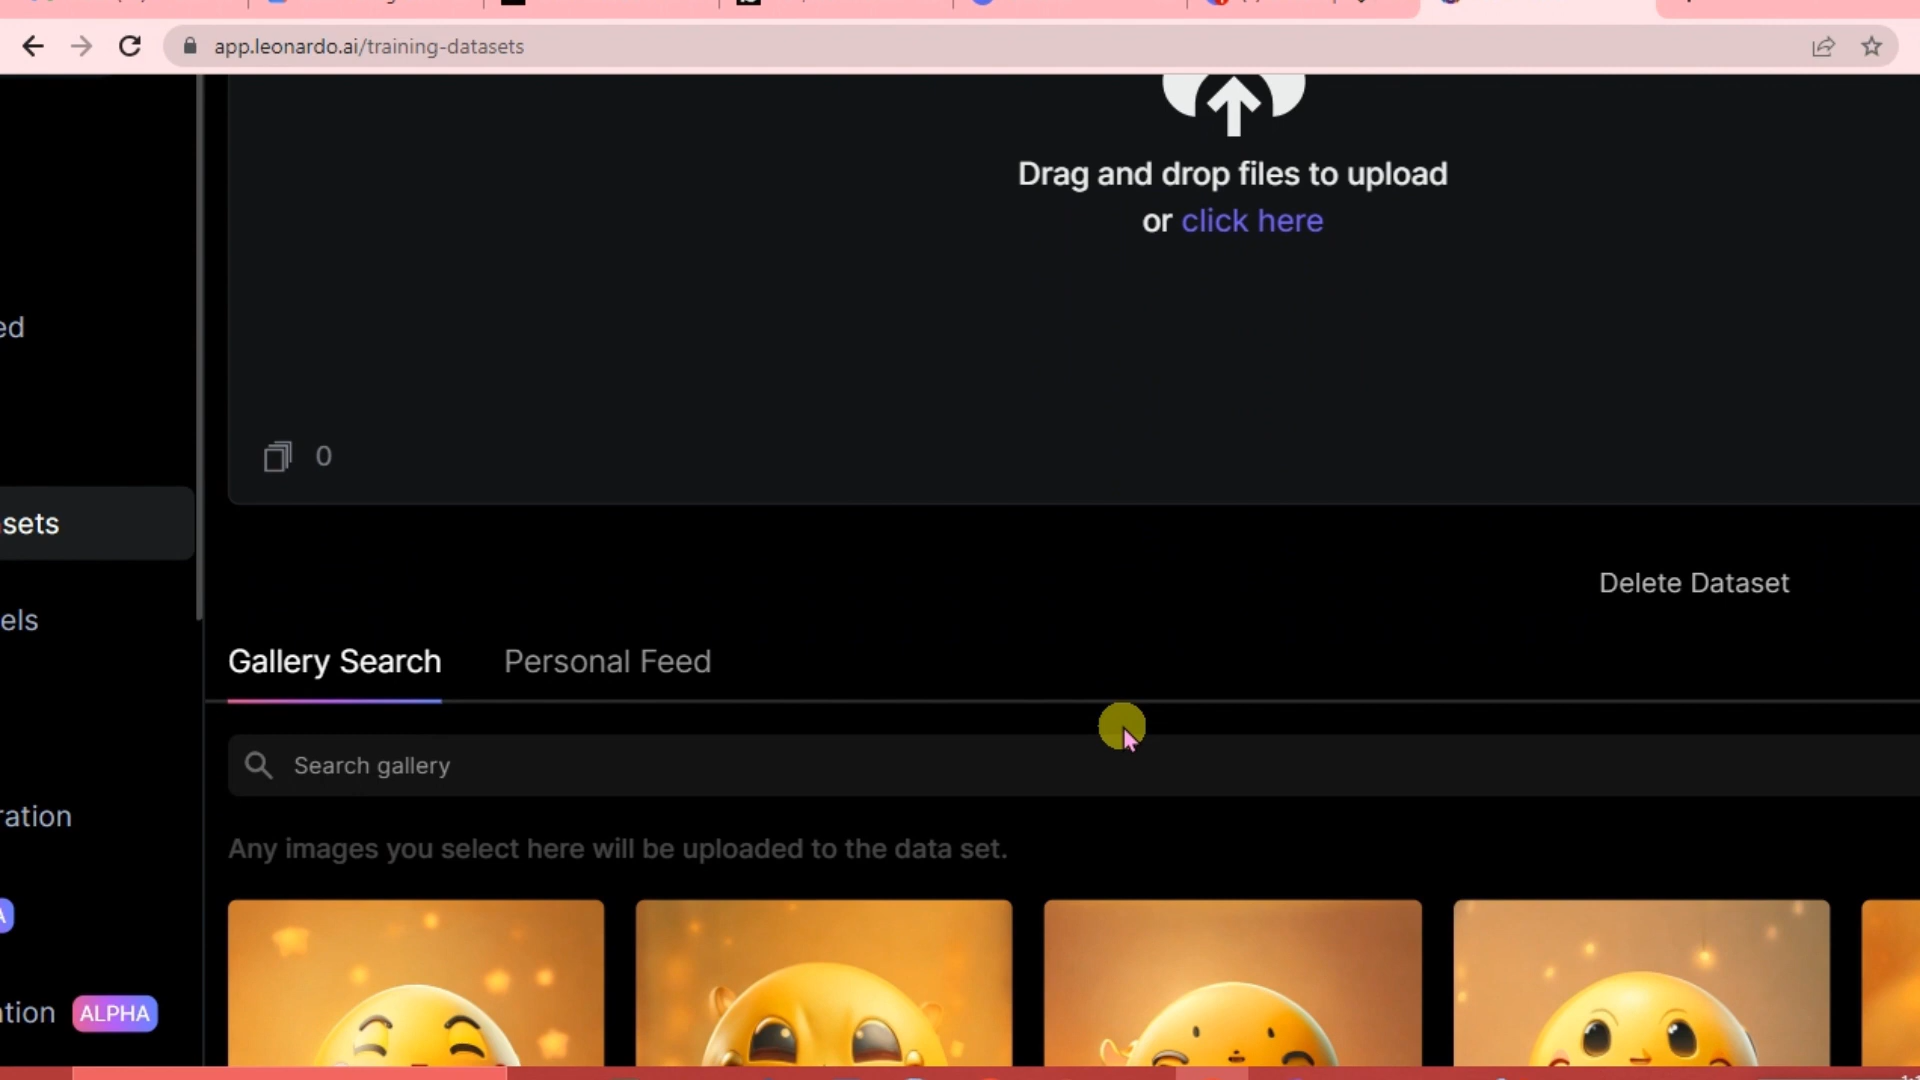 app.leonardo.ai/training-datasets
Drag and drop files to upload
or click here
ed
0
sets
Delete Dataset
els
Gallery Search Personal Feed
Search gallery
ration
Any images you select here will be uploaded to the data set.
A
ation ALPHA